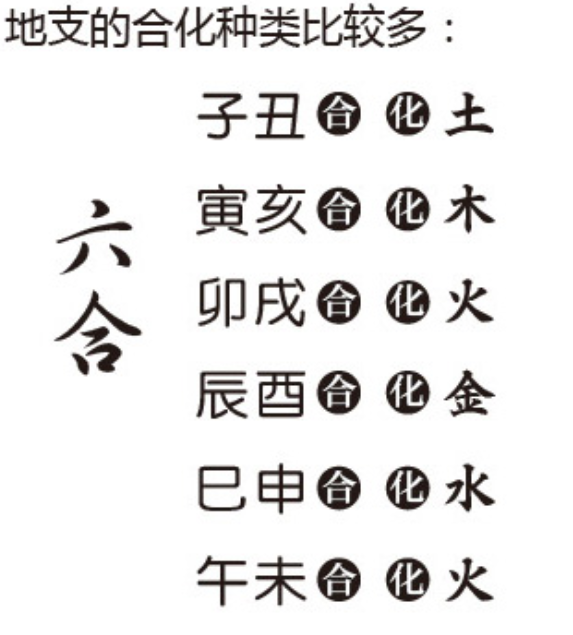 地支的合化种类比较多：
六合
子丑合 化土
寅亥合 化木
卯戌合 化火
辰酉合 化金
巳申合 化水
午未合 化火